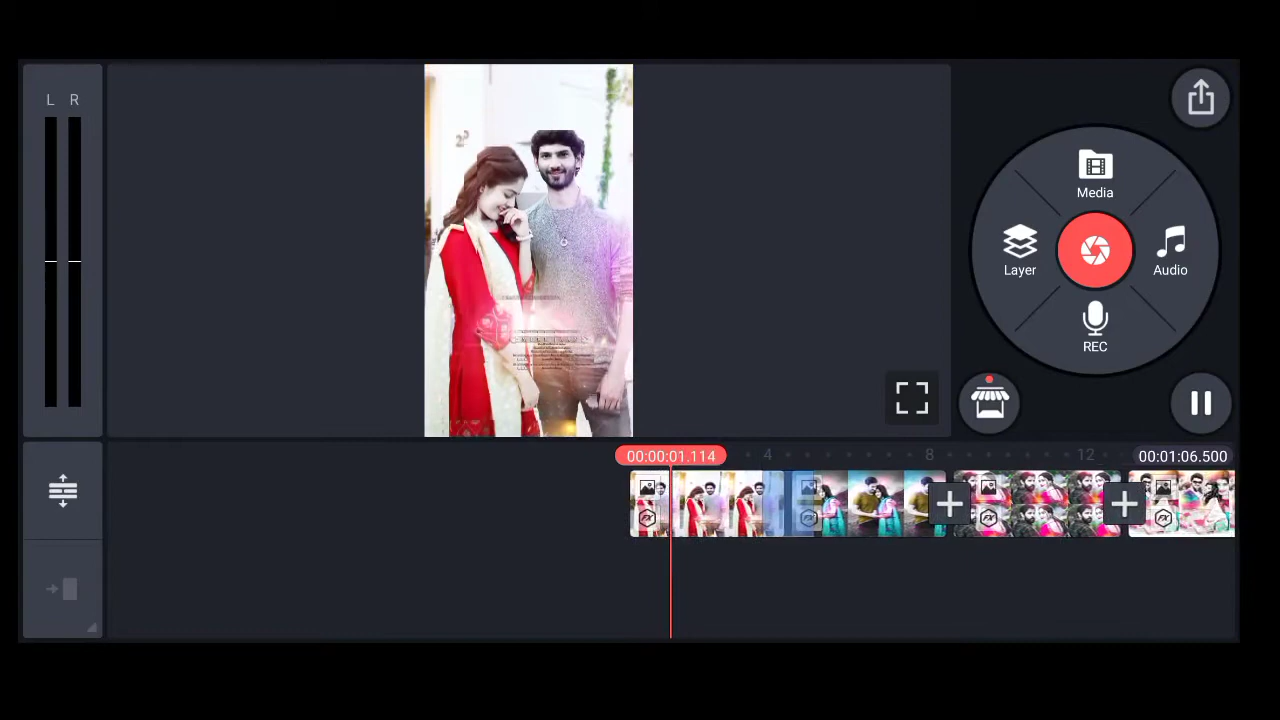 L R
Media
Layer
Audio
REC
00:00:01.114
4
8
12
00:01:06.500